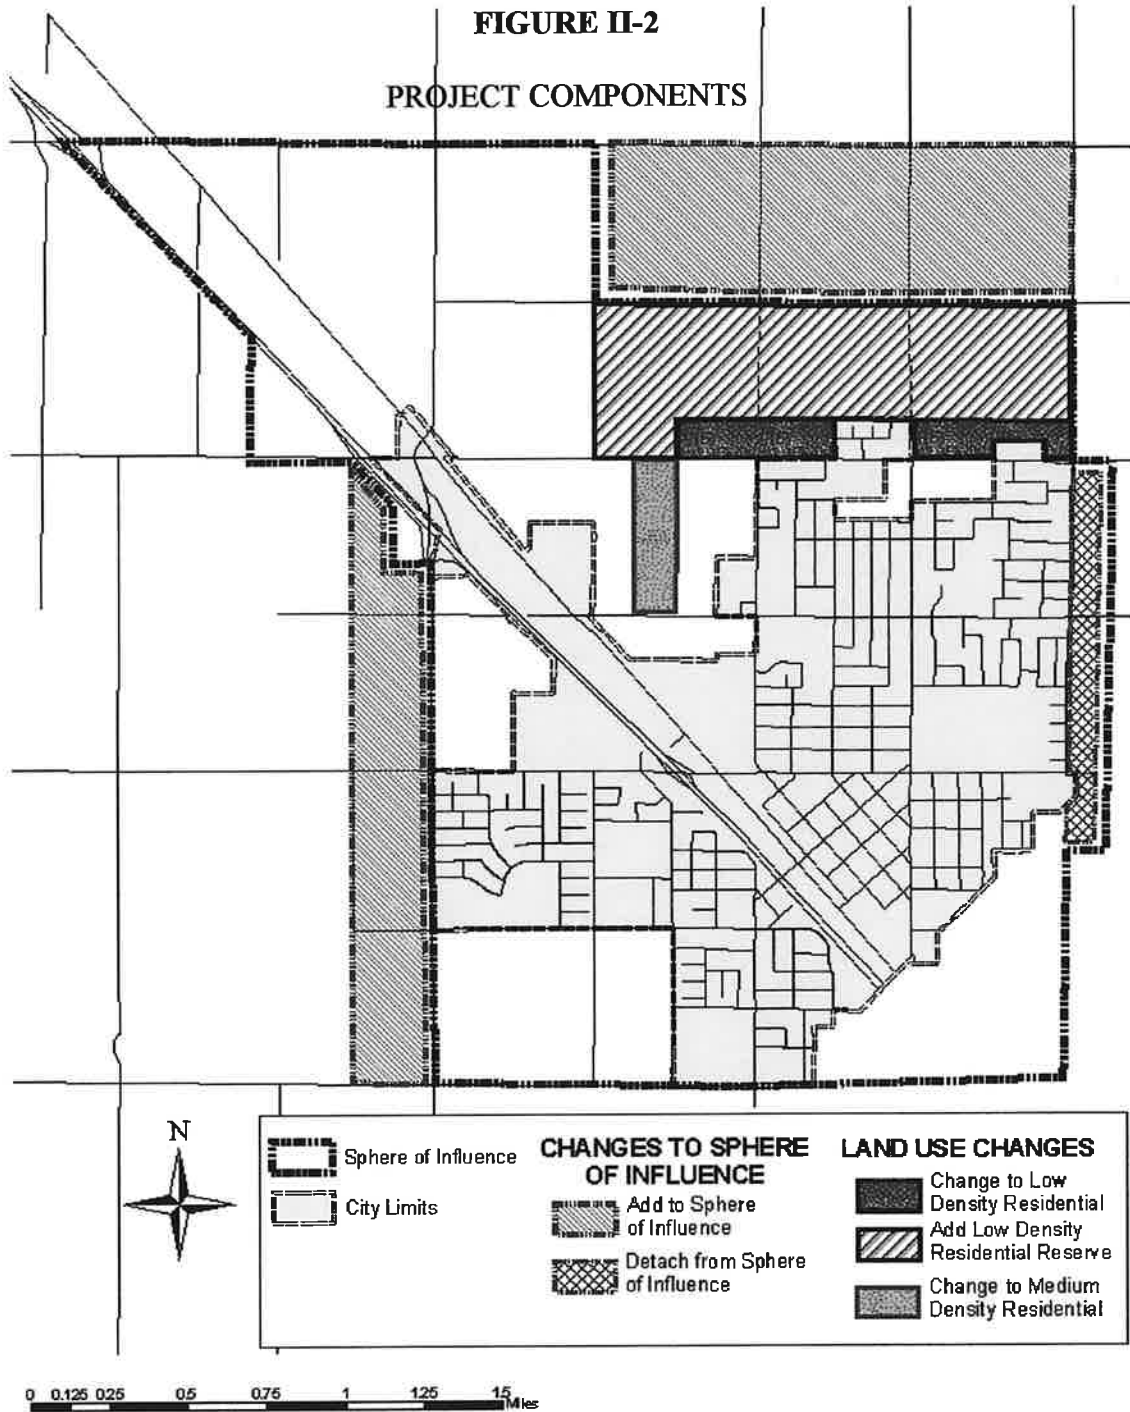 FIGURE II-2
PROJECT COMPONENTS
N
Sphere of Influence
City Limits
CHANGES TO SPHERE
OF INFLUENCE
Add to Sphere
of Influence
Detach from Sphere
of Influence
LAND USE CHANGES
Change to Low
Density Residential
Add Low Density
Residential Reserve
Change to Medium
Density Residential
0 0.125 0.25 0.5 0.75 1 1.25 1.5
Miles